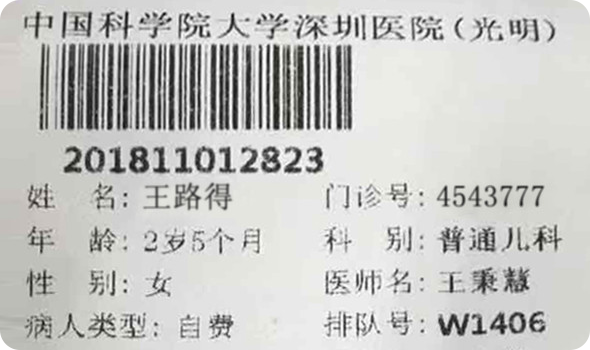 中国科学院大学深圳医院(光明)
201811012823
姓 名: 王路得 门诊号: 4543777
年 龄: 2岁5个月 科 别: 普通儿科
性 别: 女 医师名: 王秉慧
病人类型: 自费 排队号: W1406